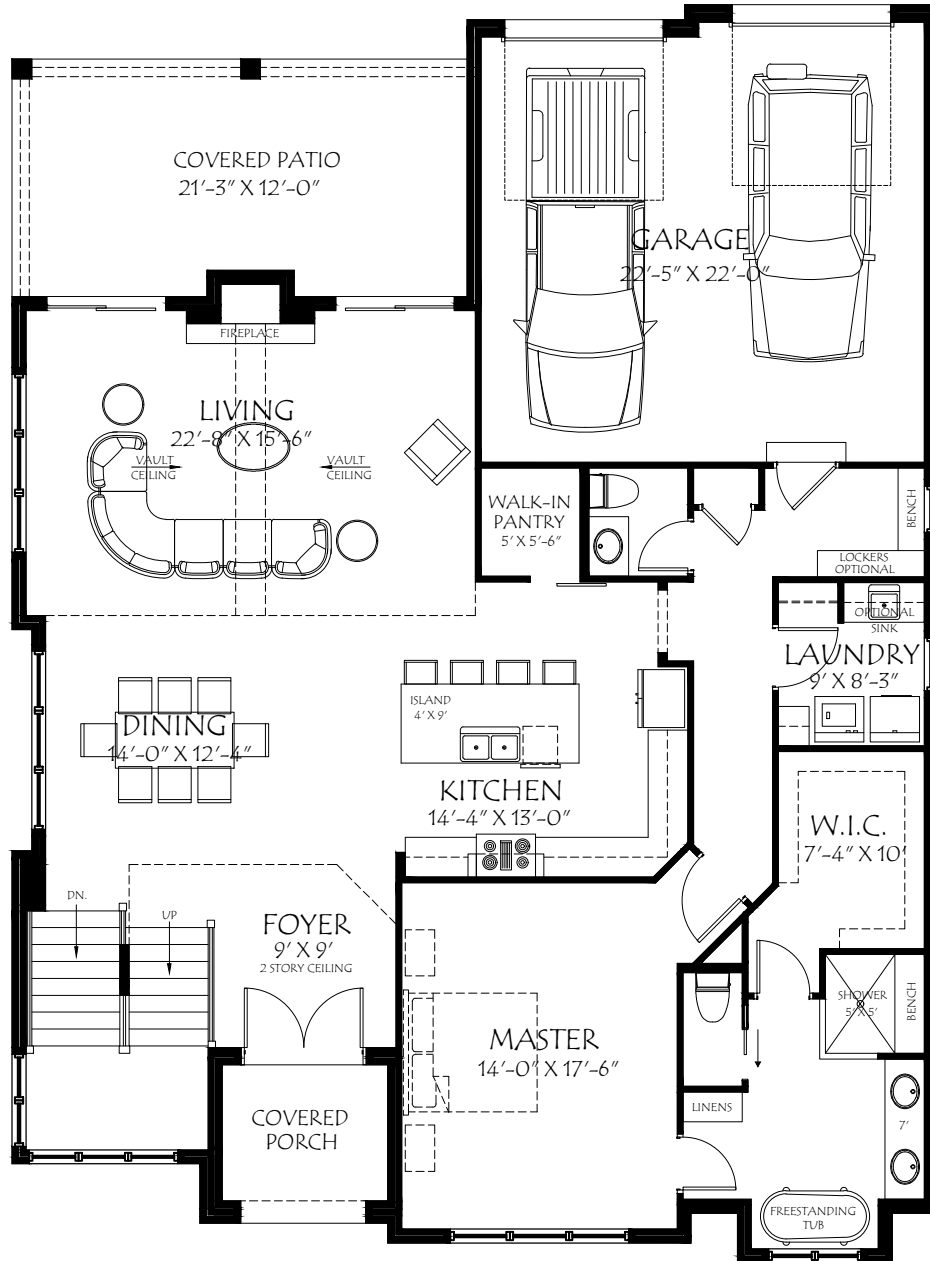 COVERED PATIO
21'-3" X 12'-0"
GARAGE
22'-5" X 22'-0"
FIREPLACE
LIVING
22'-8" X 15'-6"
VAULT
CEILING
VAULT
CEILING
WALK-IN
PANTRY
5' X 5'-6"
BENCH
LOCKERS
OPTIONAL
OPTIONAL
SINK
LAUNDRY
9' X 8'-3"
ISLAND
4' X 9'
DINING
14'-0" X 12'-4"
KITCHEN
14'-4" X 13'-0"
W.I.C.
7'-4" X 10'
DN.
UP
FOYER
9' X 9'
2 STORY CEILING
SHOWER
5' X 5'
BENCH
MASTER
14'-0" X 17'-6"
LINENS
7'
COVERED
PORCH
FREESTANDING
TUB